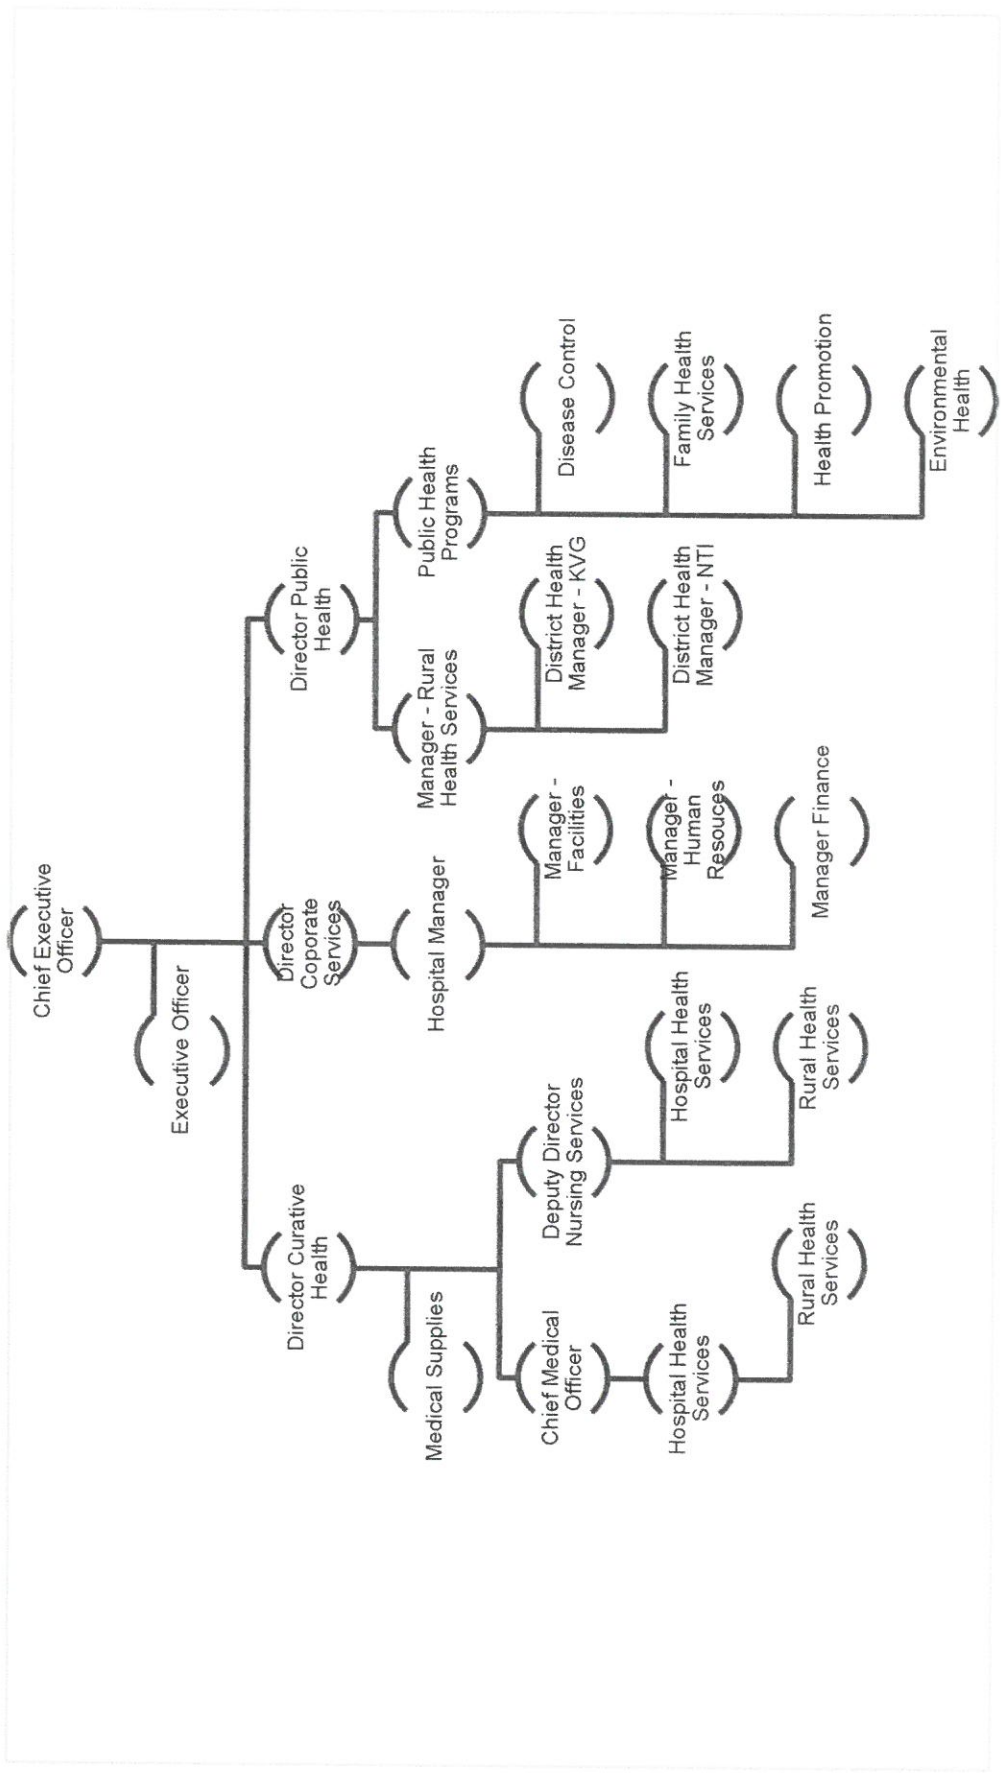 Chief Executive
Officer
Executive Officer
Director Curative
Health
Director
Coporate
Services
Director Public
Health
Medical Supplies
Hospital Manager
Manager - Rural
Health Services
Public Health
Programs
Chief Medical
Officer
Deputy Director
Nursing Services
Manager -
Facilities
District Health
Manager - KVG
Disease Control
Hospital Health
Services
Hospital Health
Services
Manager -
Human
Resouces
District Health
Manager - NTI
Family Health
Services
Rural Health
Services
Rural Health
Services
Manager Finance
Health Promotion
Environmental
Health